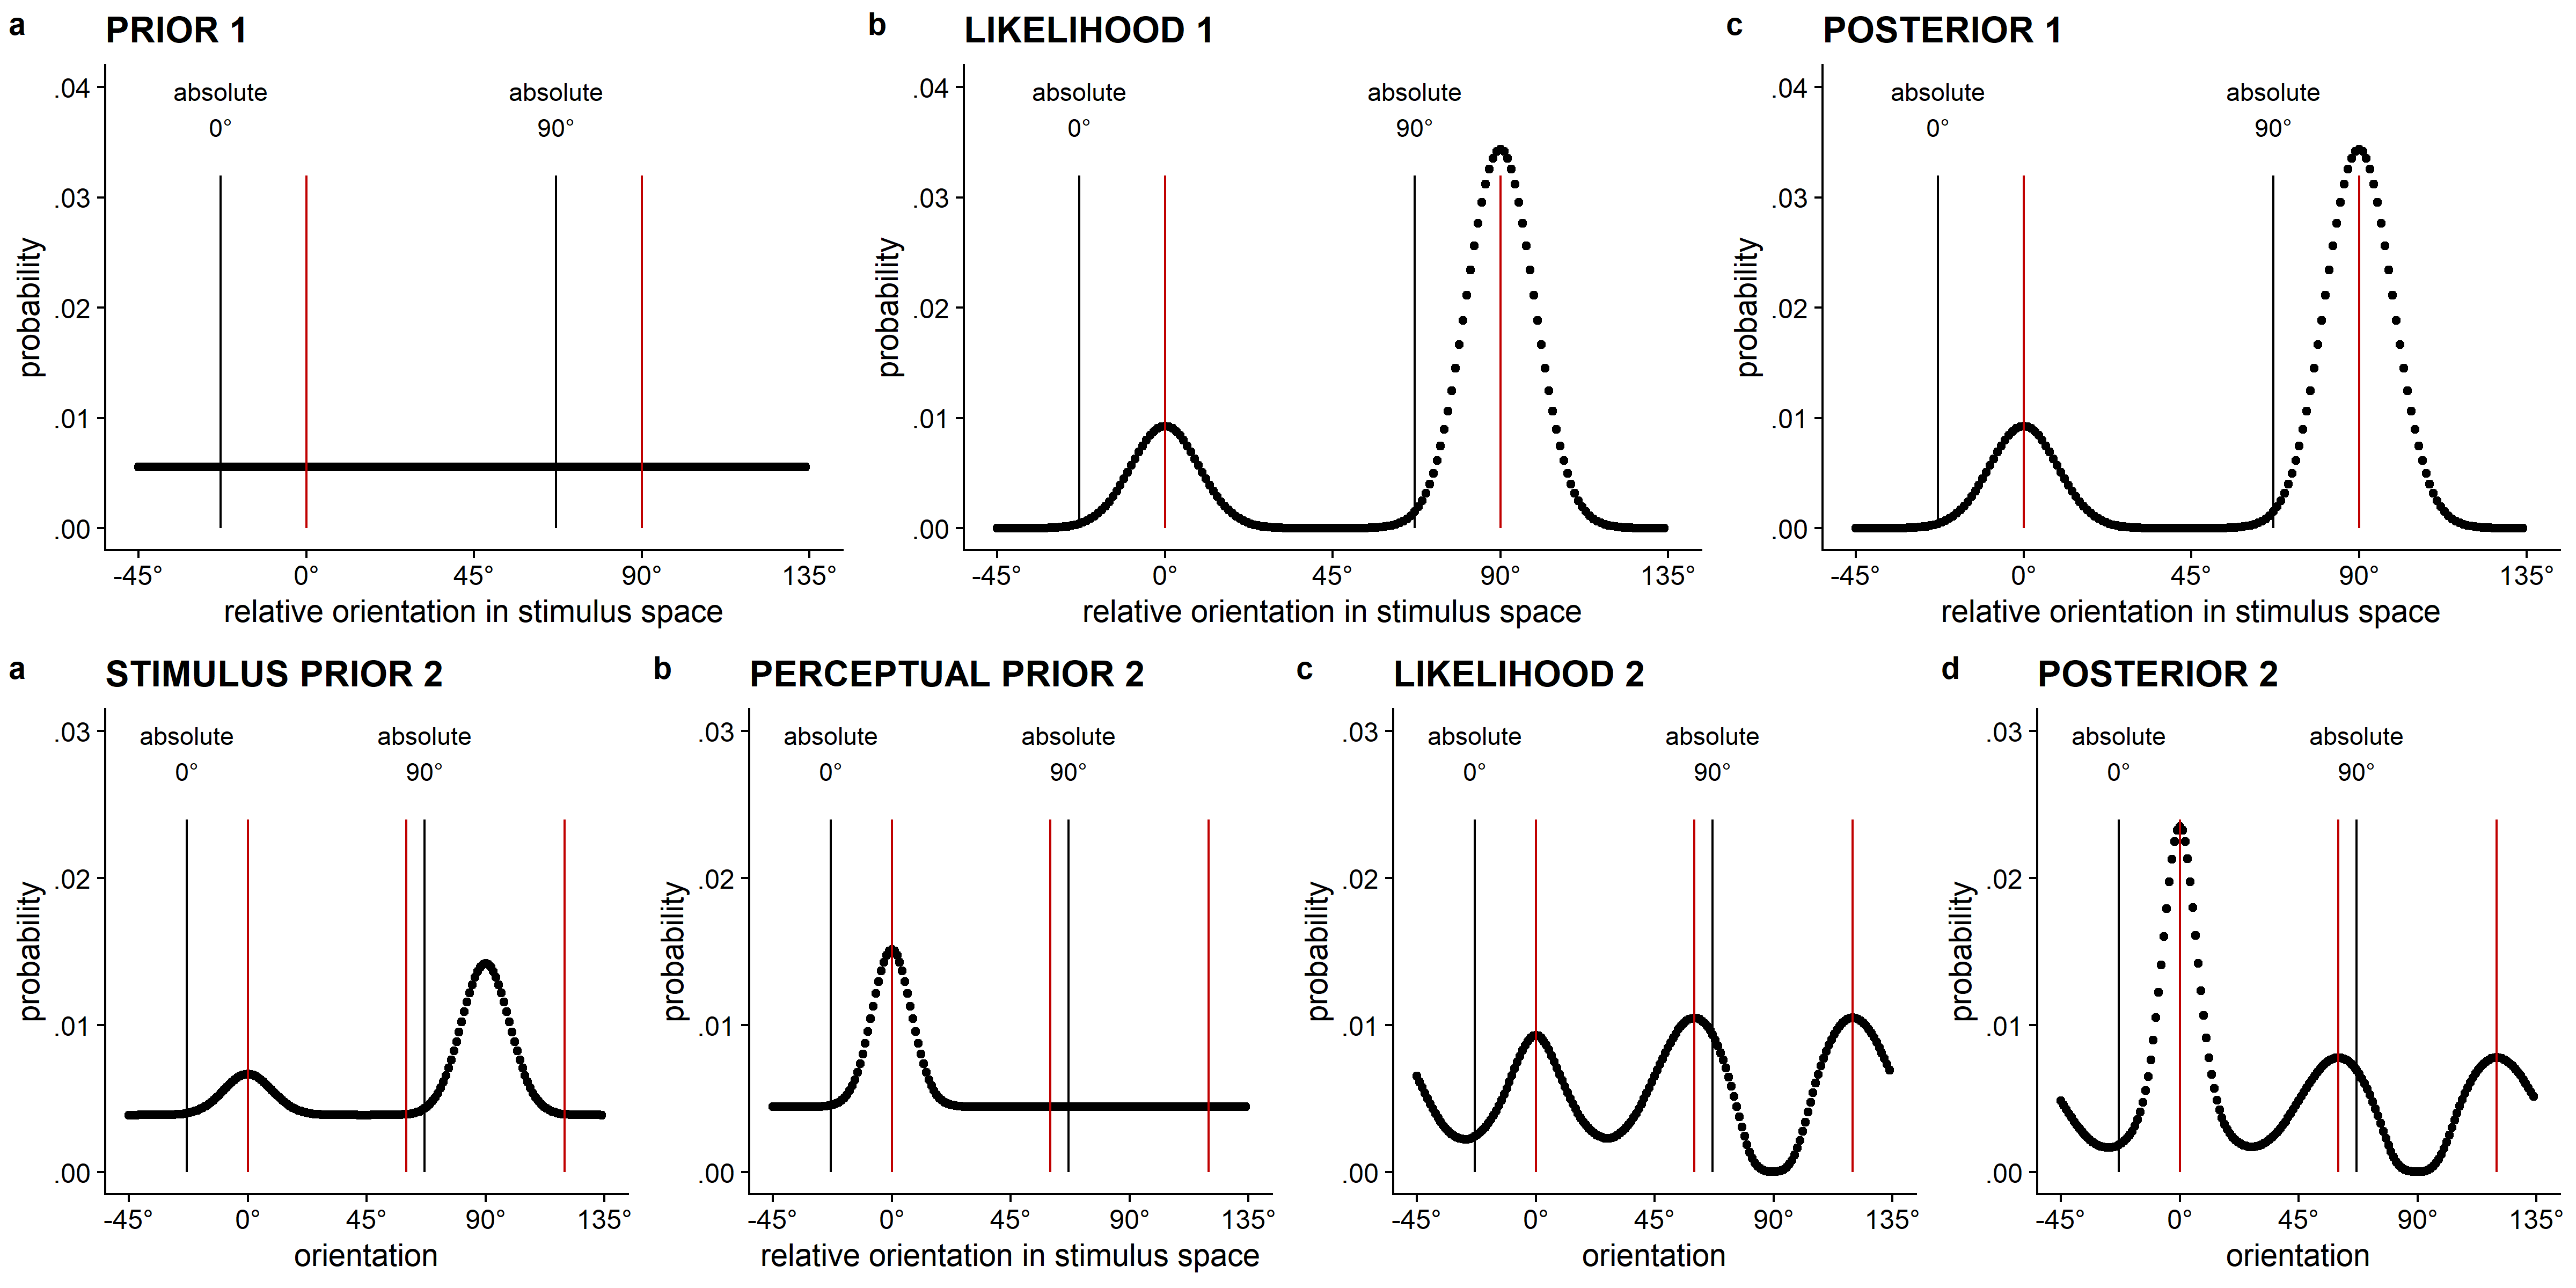 a PRIOR 1
absolute 0°
absolute 90°
.04
.03
.02
.01
.00
probability
-45° 0° 45° 90° 135°
relative orientation in stimulus space
b LIKELIHOOD 1
absolute 0°
absolute 90°
.04
.03
.02
.01
.00
probability
-45° 0° 45° 90° 135°
relative orientation in stimulus space
c POSTERIOR 1
absolute 0°
absolute 90°
.04
.03
.02
.01
.00
probability
-45° 0° 45° 90° 135°
relative orientation in stimulus space
a STIMULUS PRIOR 2
absolute 0°
absolute 90°
.03
.02
.01
.00
probability
-45° 0° 45° 90° 135°
orientation
b PERCEPTUAL PRIOR 2
absolute 0°
absolute 90°
.03
.02
.01
.00
probability
-45° 0° 45° 90° 135°
relative orientation in stimulus space
c LIKELIHOOD 2
absolute 0°
absolute 90°
.03
.02
.01
.00
probability
-45° 0° 45° 90° 135°
orientation
d POSTERIOR 2
absolute 0°
absolute 90°
.03
.02
.01
.00
probability
-45° 0° 45° 90° 135°
orientation